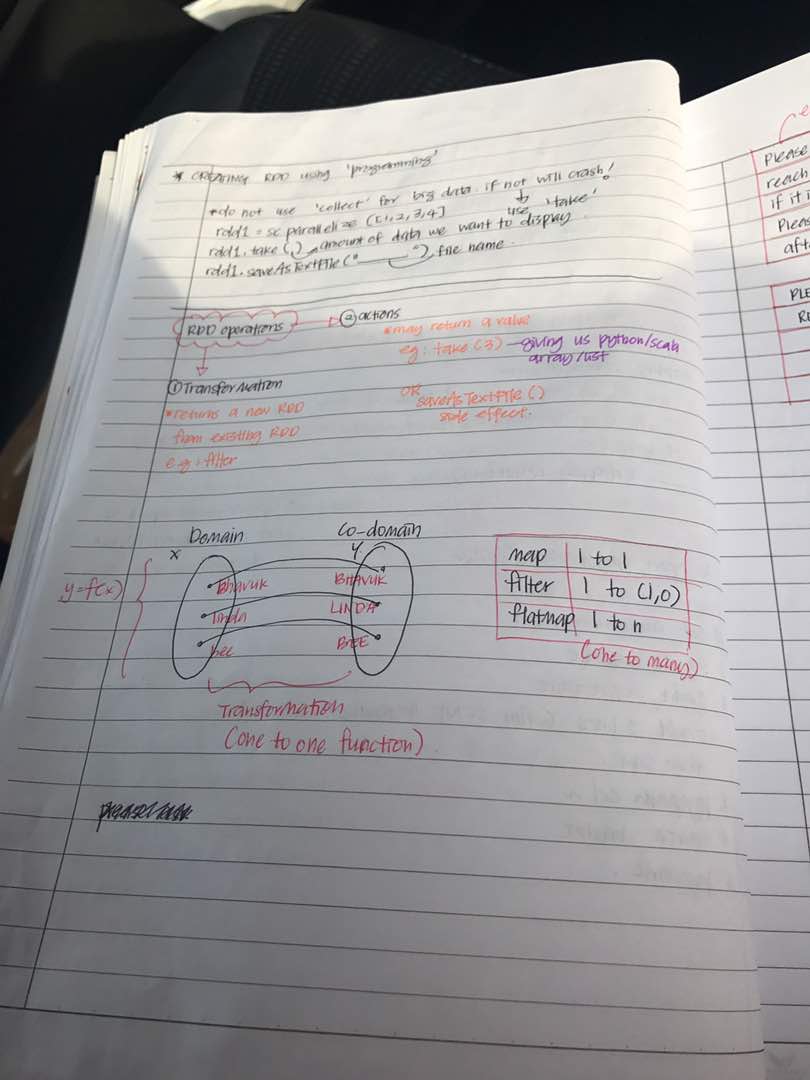 * CREATING RDD using 'programming'
* do not use 'collect' for big data. if not will crash!
use 'take'
rdd1 = sc.parallelize ([1,2,3,4]
rdd1.take( ) → amount of data we want to display
rdd1.saveAsTextFile(" ") file name.
RDD operations
② actions
* may return a value
eg: take (3) — giving us python/scala
array/list
OR
saveAsTextFile ()
side effect.
① Transformation
* returns a new RDD
from existing RDD
e.g: filter
Domain
Co-domain
x
y
y=f(x)
Bhavuk
BHAVUK
linda
LINDA
bee
BEE
Transformation
(one to one function)
map 1 to 1
filter 1 to (1,0)
flatmap 1 to n
(one to many)
Please
reach
if it i
Please
aft
PLE
RE